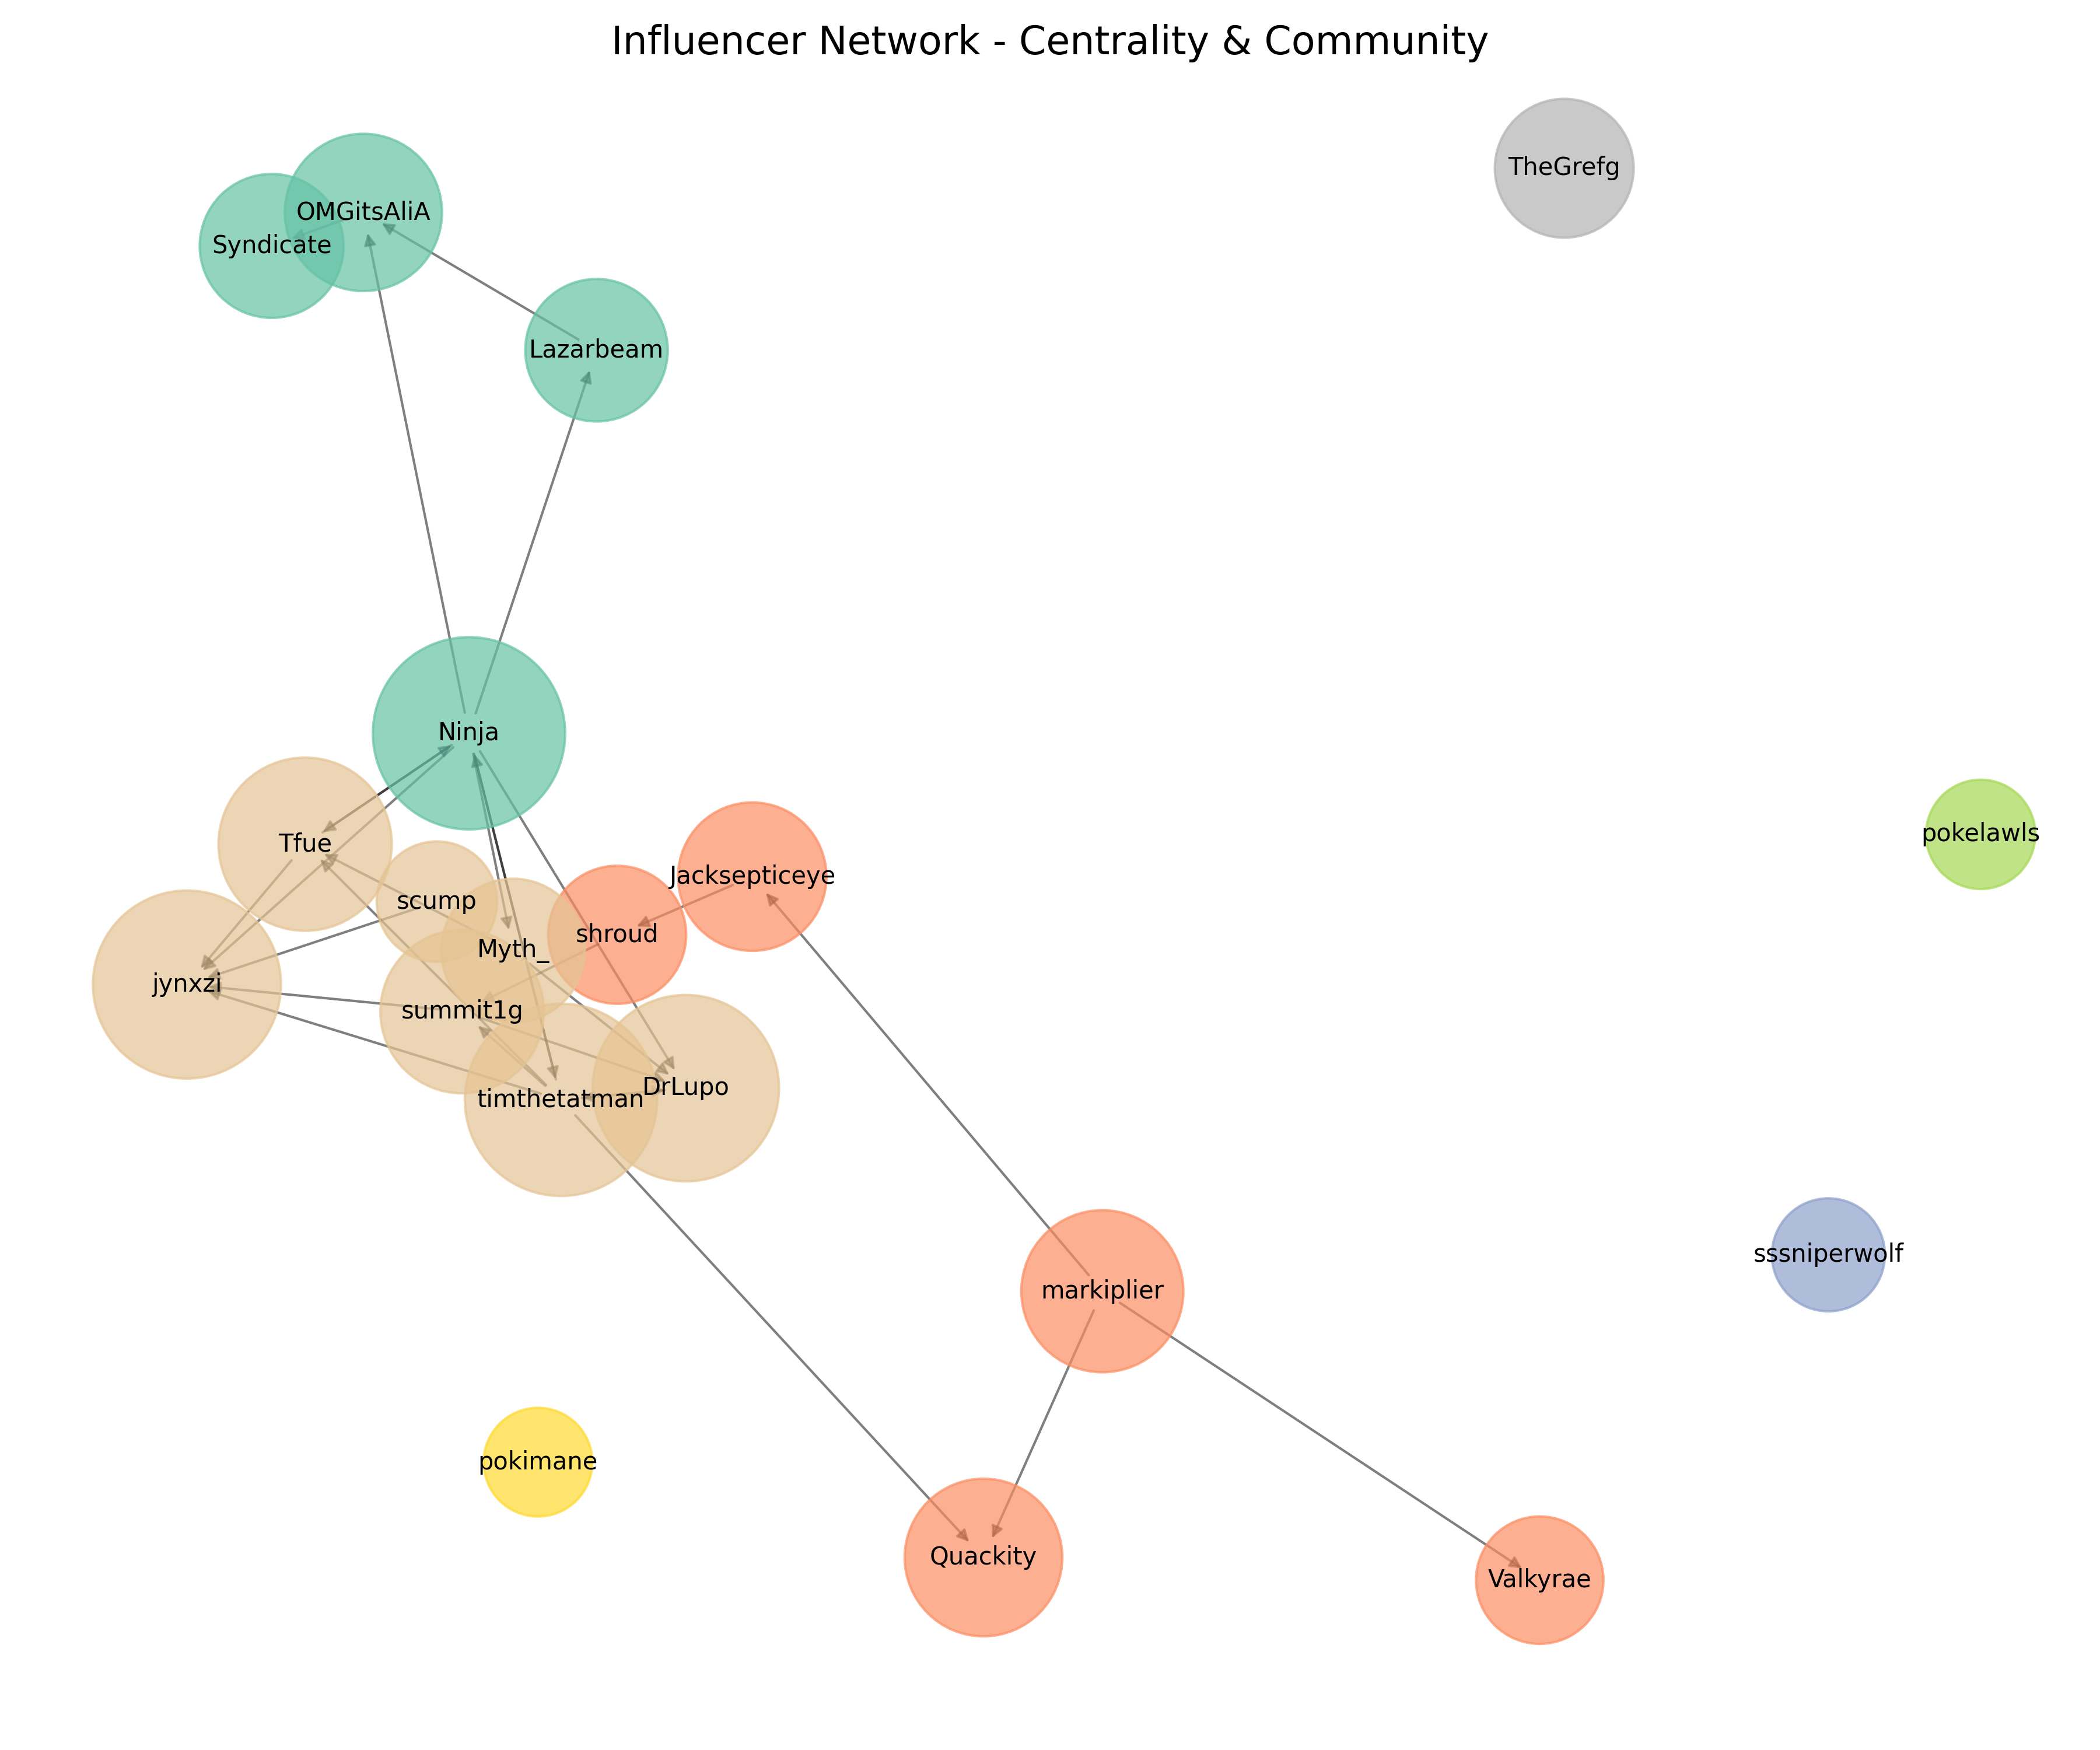 Influencer Network - Centrality & Community
TheGrefg
OMGitsAliA
Syndicate
Lazarbeam
Ninja
pokelawls
Tfue
Jacksepticeye
scump
shroud
Myth_
jynxzi
summit1g
DrLupo
timthetatman
sssniperwolf
markiplier
pokimane
Quackity
Valkyrae